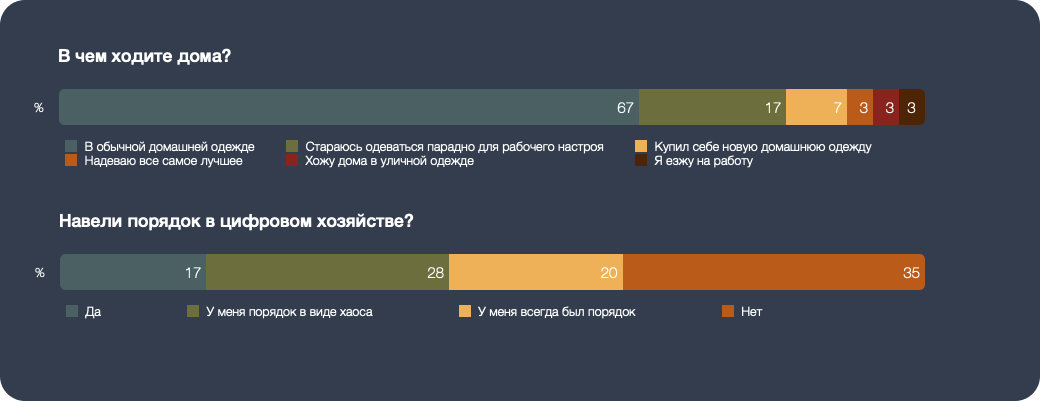 В чем ходите дома?
% 67 17 7 3 3 3
В обычной домашней одежде Стараюсь одеваться парадно для рабочего настроя Купил себе новую домашнюю одежду
Надеваю все самое лучшее Хожу дома в уличной одежде Я езжу на работу
Навели порядок в цифровом хозяйстве?
% 17 28 20 35
Да У меня порядок в виде хаоса У меня всегда был порядок Нет